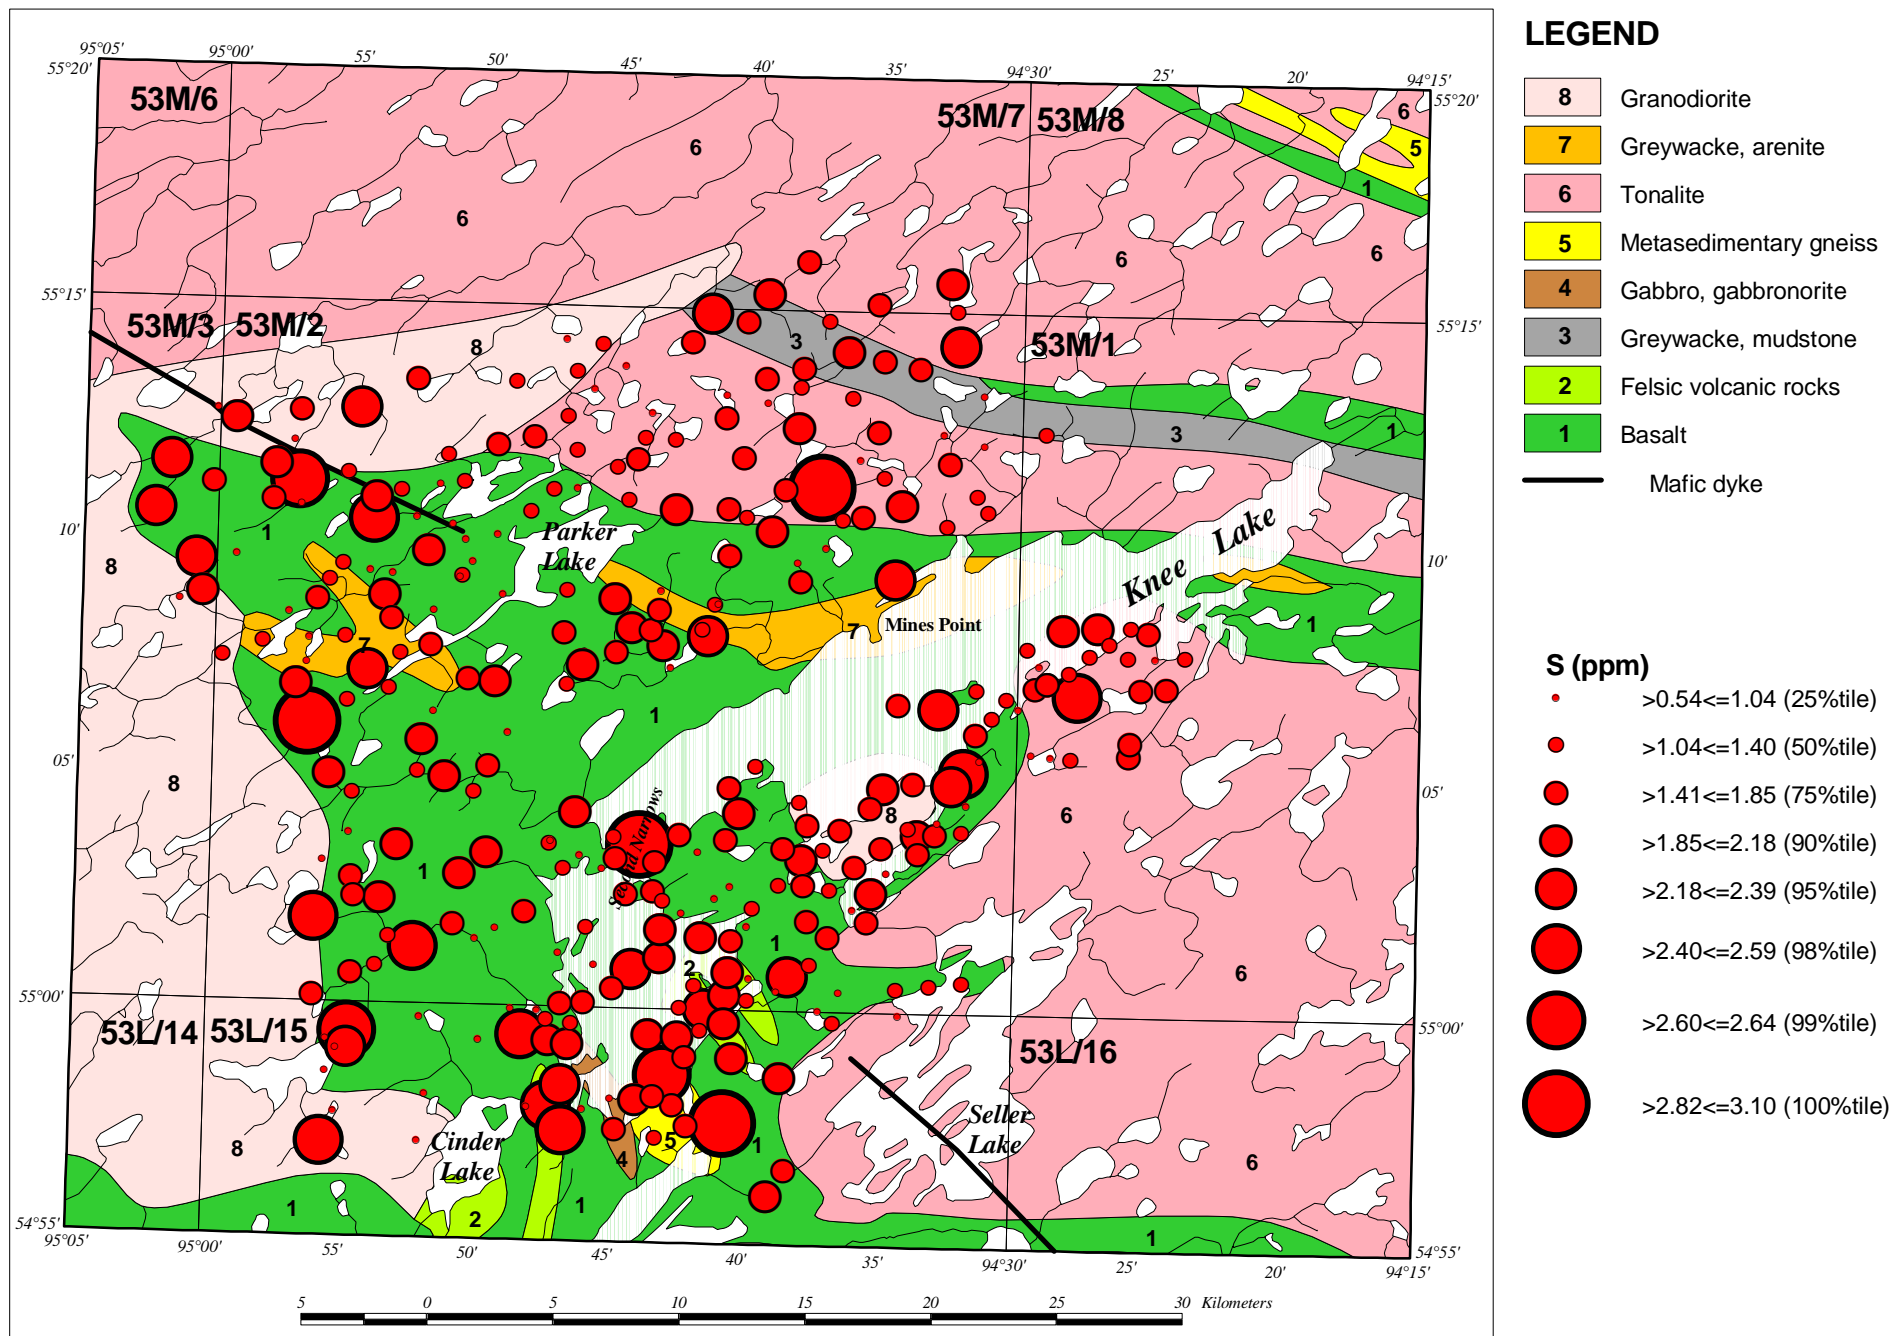 95°05'
95°00'
55'
50'
45'
40'
35'
94°30'
25'
20'
94°15'
55°20'
55°20'
53M/6
53M/7
53M/8
6
6
5
6
1
6
6
6
55°15'
55°15'
53M/3
53M/2
53M/1
8
3
3
1
Parker
Lake
1
10'
10'
8
Knee Lake
7
7
Mines Point
1
1
05'
05'
8
6
8
Second Narrows
1
1
2
6
55°00'
55°00'
53L/14
53L/15
53L/16
Seller
Lake
Cinder
Lake
8
5
4
1
6
1
2
1
1
54°55'
54°55'
95°05'
95°00'
55'
50'
45'
40'
35'
94°30'
25'
20'
94°15'
5
0
5
10
15
20
25
30
Kilometers
LEGEND
8 Granodiorite
7 Greywacke, arenite
6 Tonalite
5 Metasedimentary gneiss
4 Gabbro, gabbronorite
3 Greywacke, mudstone
2 Felsic volcanic rocks
1 Basalt
Mafic dyke
S (ppm)
>0.54<=1.04 (25%tile)
>1.04<=1.40 (50%tile)
>1.41<=1.85 (75%tile)
>1.85<=2.18 (90%tile)
>2.18<=2.39 (95%tile)
>2.40<=2.59 (98%tile)
>2.60<=2.64 (99%tile)
>2.82<=3.10 (100%tile)